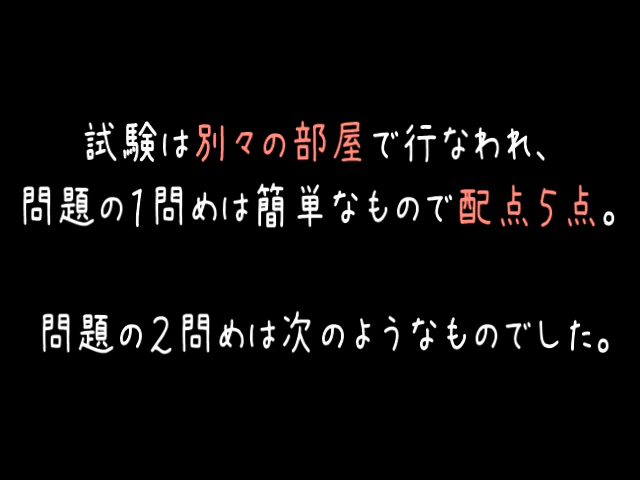 試験は別々の部屋で行なわれ、
問題の1問めは簡単なもので配点5点。
問題の2問めは次のようなものでした。